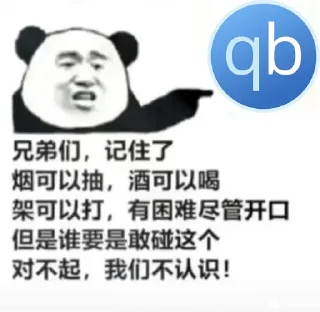 qb
兄弟们，记住了
烟可以抽，酒可以喝
架可以打，有困难尽管开口
但是谁要是敢碰这个
对不起，我们不认识！